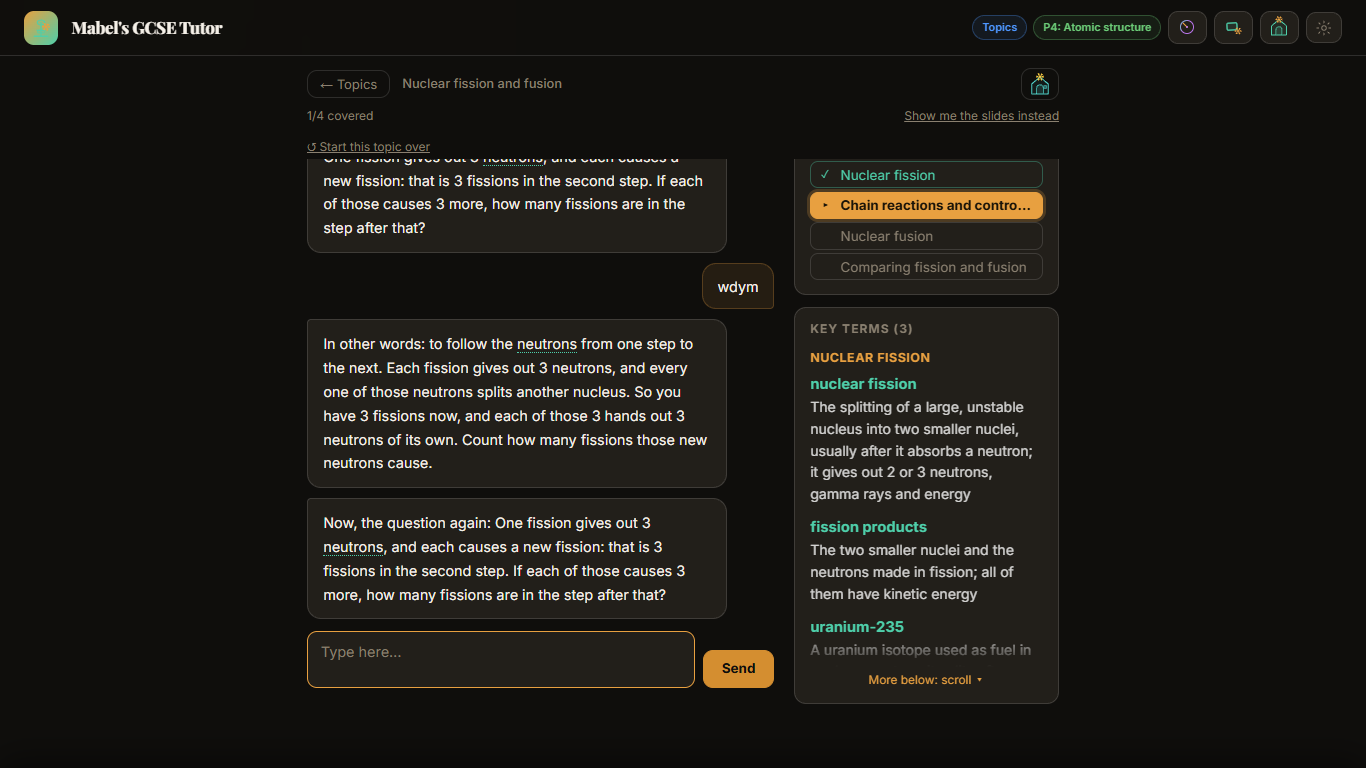 Mabel's GCSE Tutor
Topics
P4: Atomic structure
← Topics
Nuclear fission and fusion
1/4 covered
Show me the slides instead
↺ Start this topic over
One fission gives out 3 neutrons, and each causes a
new fission: that is 3 fissions in the second step. If each
of those causes 3 more, how many fissions are in the
step after that?
wdym
In other words: to follow the neutrons from one step to
the next. Each fission gives out 3 neutrons, and every
one of those neutrons splits another nucleus. So you
have 3 fissions now, and each of those 3 hands out 3
neutrons of its own. Count how many fissions those new
neutrons cause.
Now, the question again: One fission gives out 3
neutrons, and each causes a new fission: that is 3
fissions in the second step. If each of those causes 3
more, how many fissions are in the step after that?
Type here...
Send
✓ Nuclear fission
▸ Chain reactions and contro...
Nuclear fusion
Comparing fission and fusion
KEY TERMS (3)
NUCLEAR FISSION
nuclear fission
The splitting of a large, unstable
nucleus into two smaller nuclei,
usually after it absorbs a neutron;
it gives out 2 or 3 neutrons,
gamma rays and energy
fission products
The two smaller nuclei and the
neutrons made in fission; all of
them have kinetic energy
uranium-235
A uranium isotope used as fuel in
More below: scroll ▾